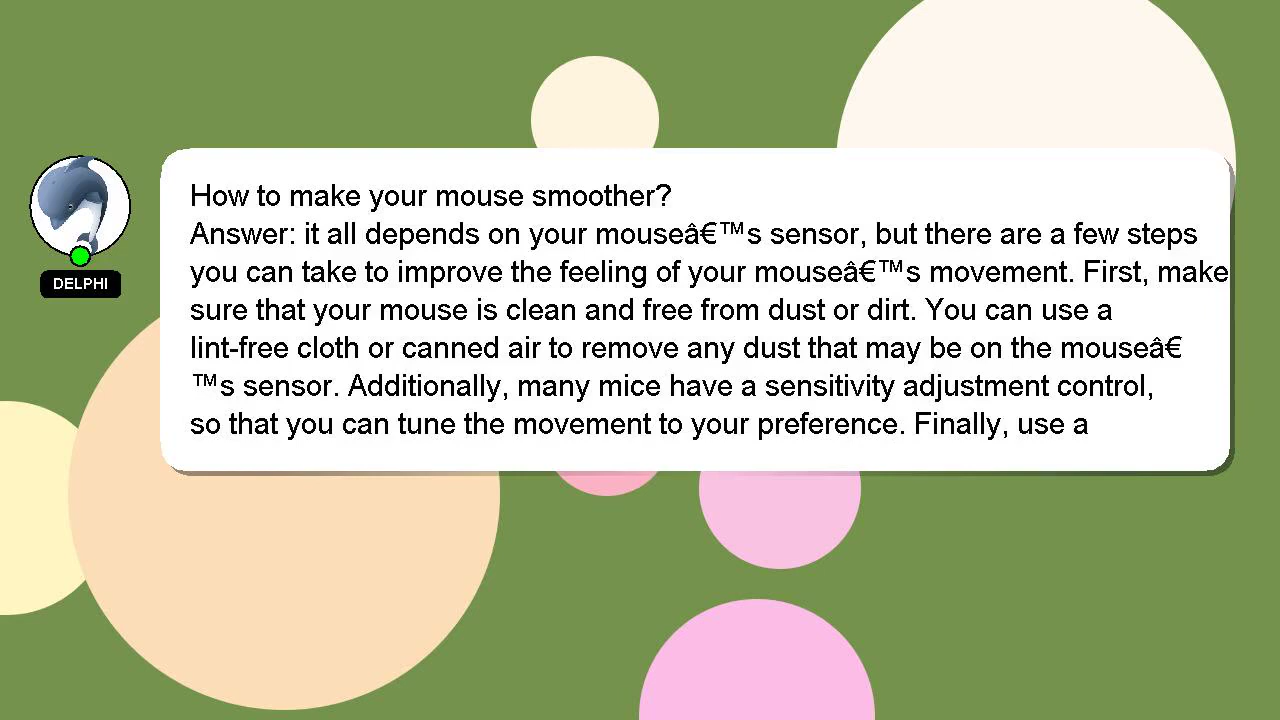 How to make your mouse smoother?
Answer: it all depends on your mouseâ€™s sensor, but there are a few steps
you can take to improve the feeling of your mouseâ€™s movement. First, make
sure that your mouse is clean and free from dust or dirt. You can use a
lint-free cloth or canned air to remove any dust that may be on the mouseâ€
™s sensor. Additionally, many mice have a sensitivity adjustment control,
so that you can tune the movement to your preference. Finally, use a
DELPHI